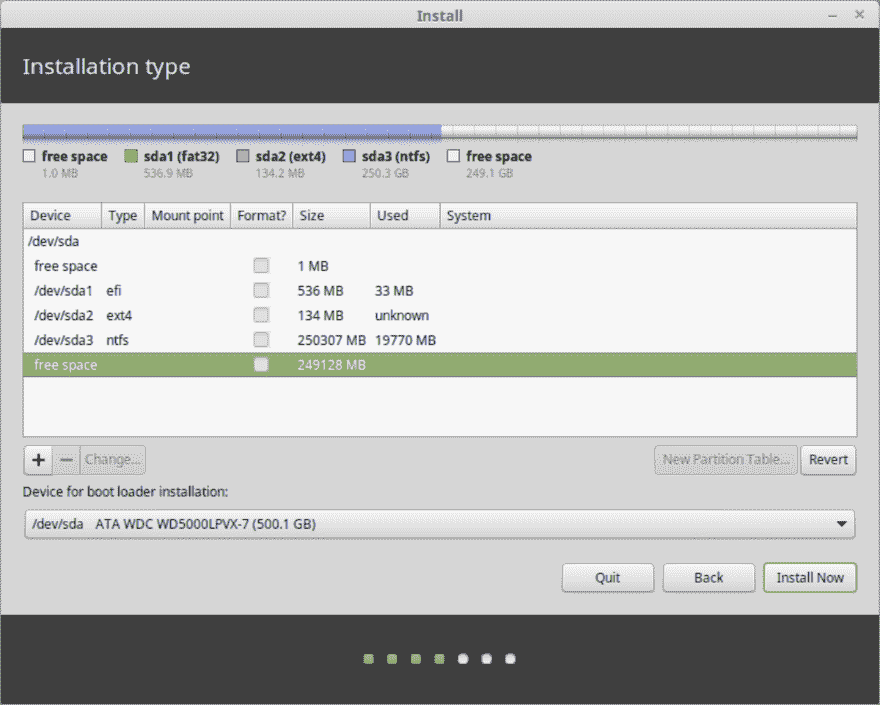 Install
Installation type
free space sda1 (fat32) sda2 (ext4) sda3 (ntfs) free space
1.0 MB 536.9 MB 134.2 MB 250.3 GB 249.1 GB
Device Type Mount point Format? Size Used System
/dev/sda
free space 1 MB
/dev/sda1 efi 536 MB 33 MB
/dev/sda2 ext4 134 MB unknown
/dev/sda3 ntfs 250307 MB 19770 MB
free space 249128 MB
+ − Change... New Partition Table... Revert
Device for boot loader installation:
/dev/sda ATA WDC WD5000LPVX-7 (500.1 GB)
Quit Back Install Now